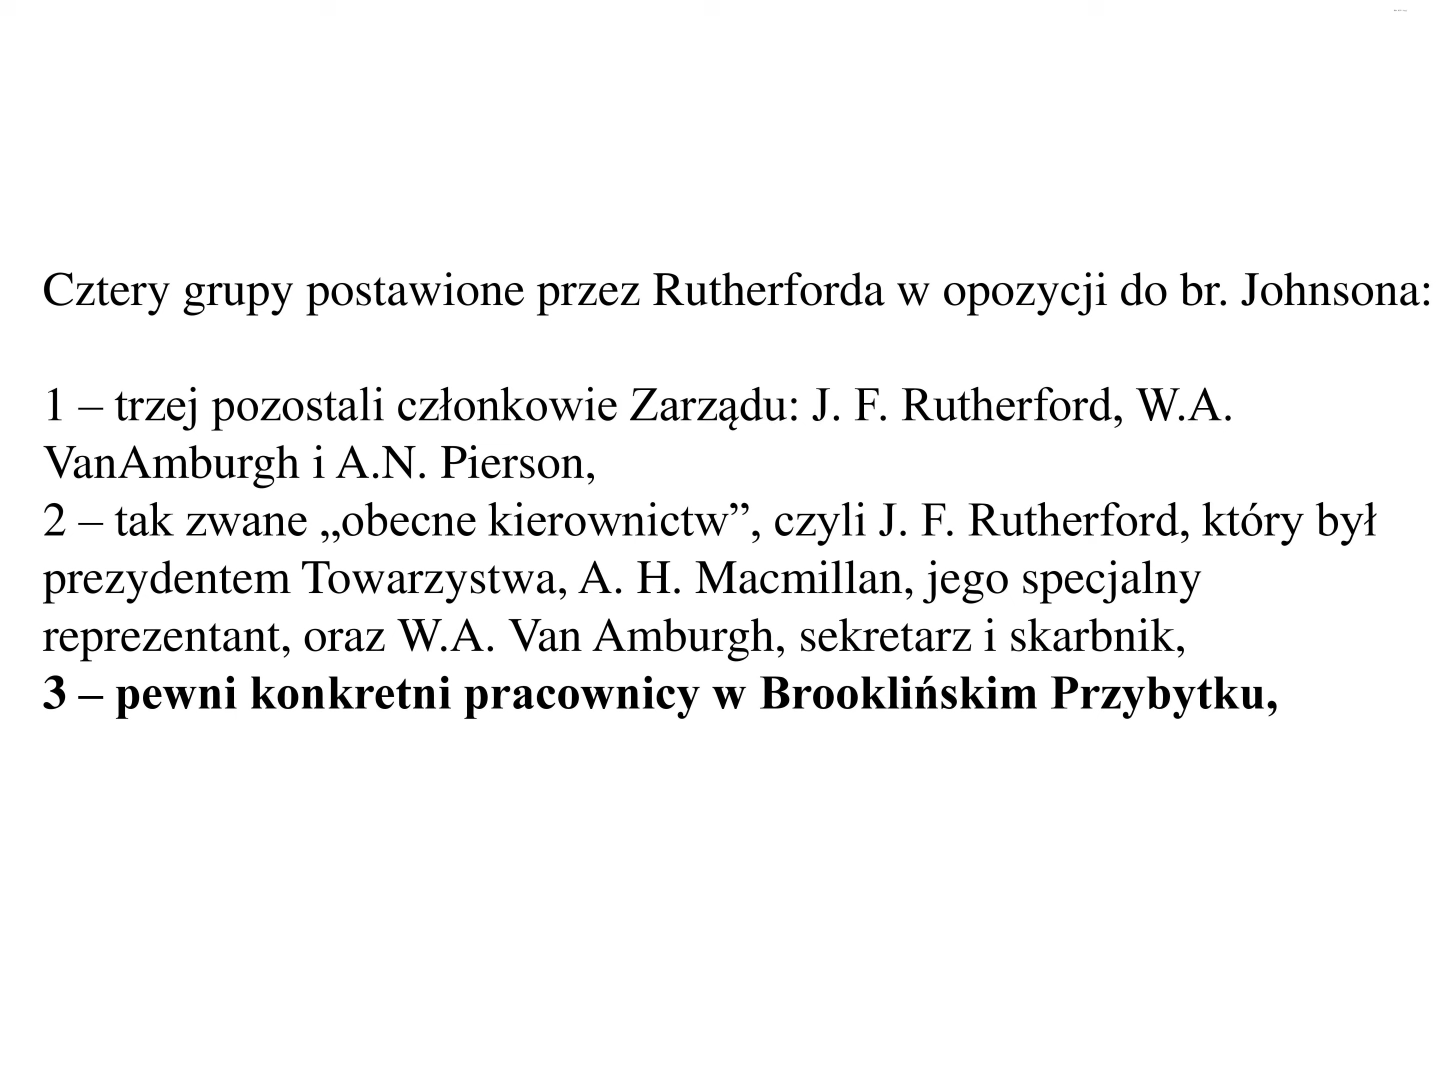 Cztery grupy postawione przez Rutherforda w opozycji do br. Johnsona:
1 – trzej pozostali członkowie Zarządu: J. F. Rutherford, W.A.
VanAmburgh i A.N. Pierson,
2 – tak zwane „obecne kierownictw”, czyli J. F. Rutherford, który był
prezydentem Towarzystwa, A. H. Macmillan, jego specjalny
reprezentant, oraz W.A. Van Amburgh, sekretarz i skarbnik,
3 – pewni konkretni pracownicy w Brooklińskim Przybytku,